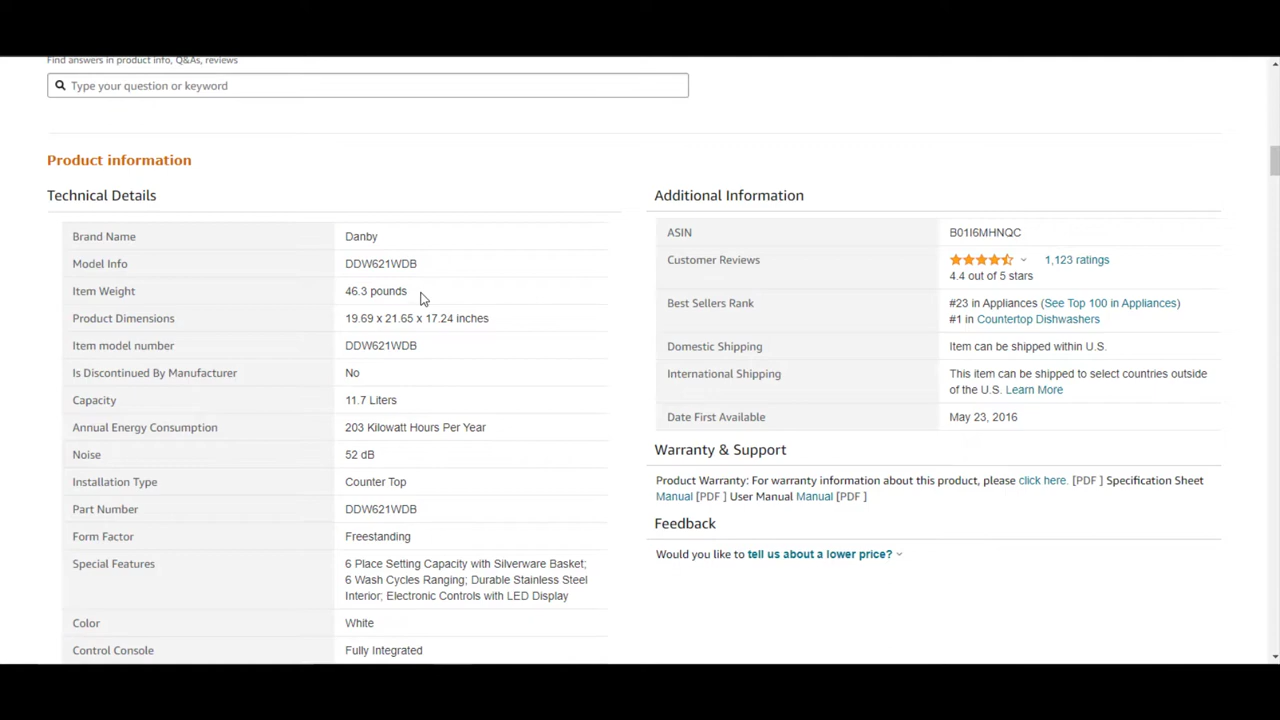 Find answers in product info, Q&As, reviews
Type your question or keyword
Product information
Technical Details
Brand Name Danby
Model Info DDW621WDB
Item Weight 46.3 pounds
Product Dimensions 19.69 x 21.65 x 17.24 inches
Item model number DDW621WDB
Is Discontinued By Manufacturer No
Capacity 11.7 Liters
Annual Energy Consumption 203 Kilowatt Hours Per Year
Noise 52 dB
Installation Type Counter Top
Part Number DDW621WDB
Form Factor Freestanding
Special Features 6 Place Setting Capacity with Silverware Basket;
6 Wash Cycles Ranging; Durable Stainless Steel
Interior; Electronic Controls with LED Display
Color White
Control Console Fully Integrated
Additional Information
ASIN B01I6MHNQC
Customer Reviews 1,123 ratings
4.4 out of 5 stars
Best Sellers Rank #23 in Appliances (See Top 100 in Appliances)
#1 in Countertop Dishwashers
Domestic Shipping Item can be shipped within U.S.
International Shipping This item can be shipped to select countries outside
of the U.S. Learn More
Date First Available May 23, 2016
Warranty & Support
Product Warranty: For warranty information about this product, please click here. [PDF ] Specification Sheet
Manual [PDF ] User Manual Manual [PDF ]
Feedback
Would you like to tell us about a lower price?